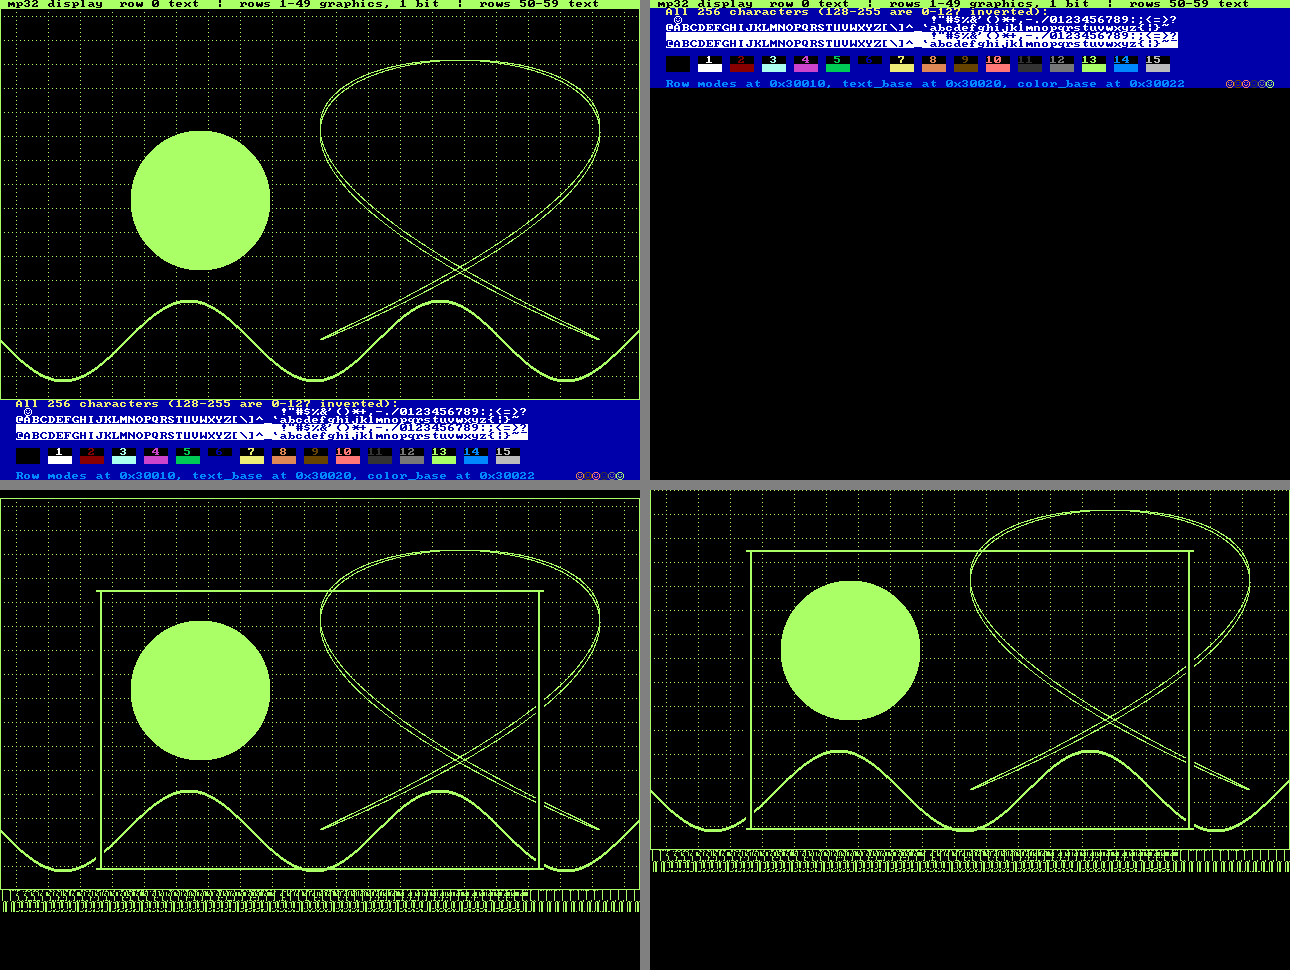 mp32 display row 0 text ¦ rows 1-49 graphics, 1 bit ¦ rows 50-59 text
All 256 characters (128-255 are 0-127 inverted):
!"#$%&'()*+,-./0123456789:;<=>?
@ABCDEFGHIJKLMNOPQRSTUVWXYZ[\]^_`abcdefghijklmnopqrstuvwxyz{¦}~
!"#$%&'()*+,-./0123456789:;<=>?
@ABCDEFGHIJKLMNOPQRSTUVWXYZ[\]^_`abcdefghijklmnopqrstuvwxyz{¦}~
1 2 3 4 5 6 7 8 9 10 11 12 13 14 15
Row modes at 0x30010, text_base at 0x30020, color_base at 0x30022
mp32 display row 0 text ¦ rows 1-49 graphics, 1 bit ¦ rows 50-59 text
All 256 characters (128-255 are 0-127 inverted):
!"#$%&'()*+,-./0123456789:;<=>?
@ABCDEFGHIJKLMNOPQRSTUVWXYZ[\]^_`abcdefghijklmnopqrstuvwxyz{¦}~
!"#$%&'()*+,-./0123456789:;<=>?
@ABCDEFGHIJKLMNOPQRSTUVWXYZ[\]^_`abcdefghijklmnopqrstuvwxyz{¦}~
1 2 3 4 5 6 7 8 9 10 11 12 13 14 15
Row modes at 0x30010, text_base at 0x30020, color_base at 0x30022